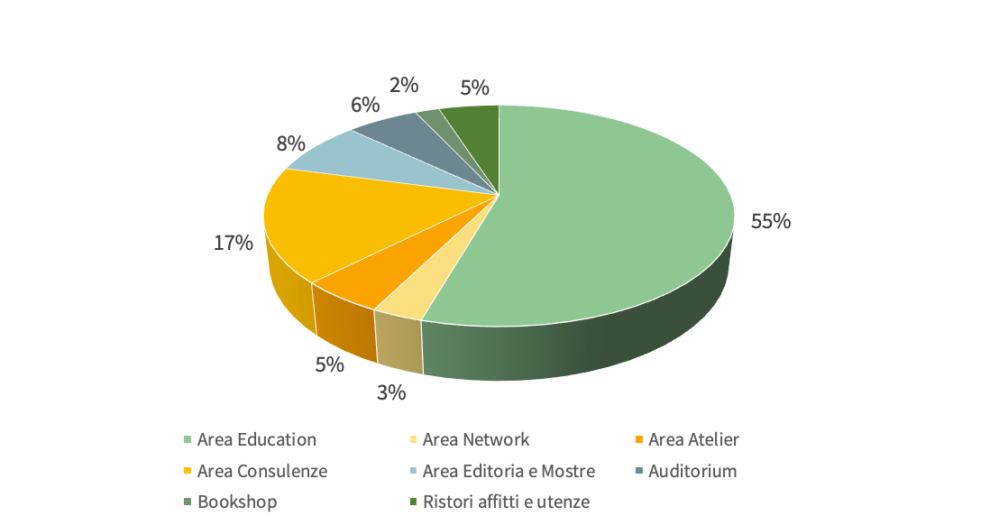 2%
5%
6%
8%
55%
17%
5%
3%
Area Education
Area Network
Area Atelier
Area Consulenze
Area Editoria e Mostre
Auditorium
Bookshop
Ristori affitti e utenze